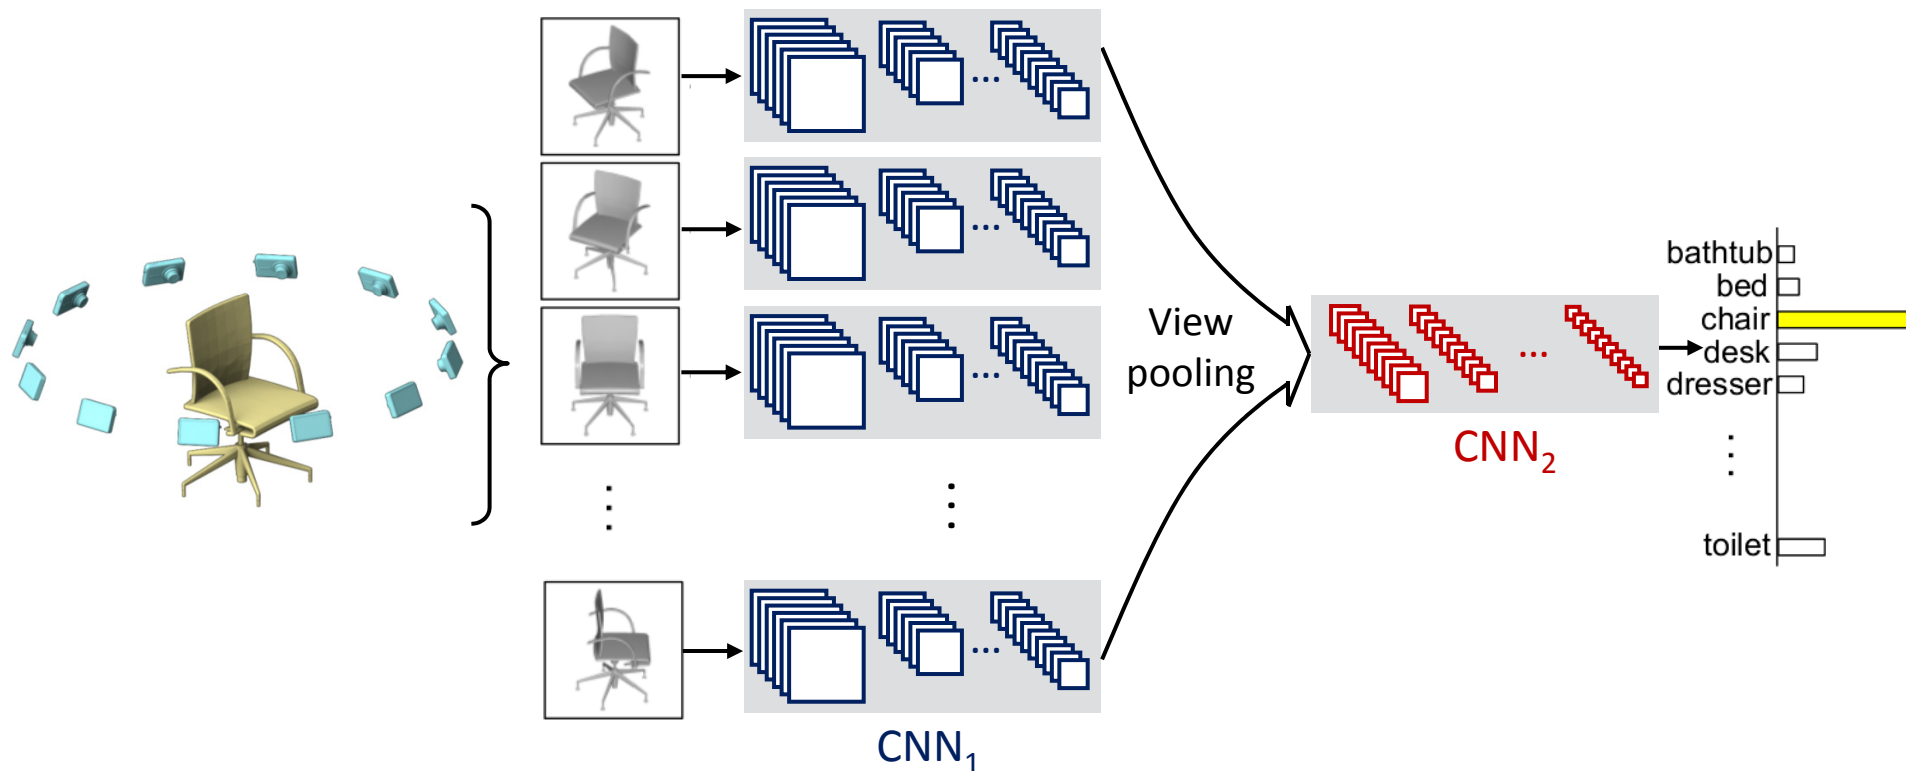 View
pooling
CNN1
CNN2
bathtub
bed
chair
desk
dresser
toilet